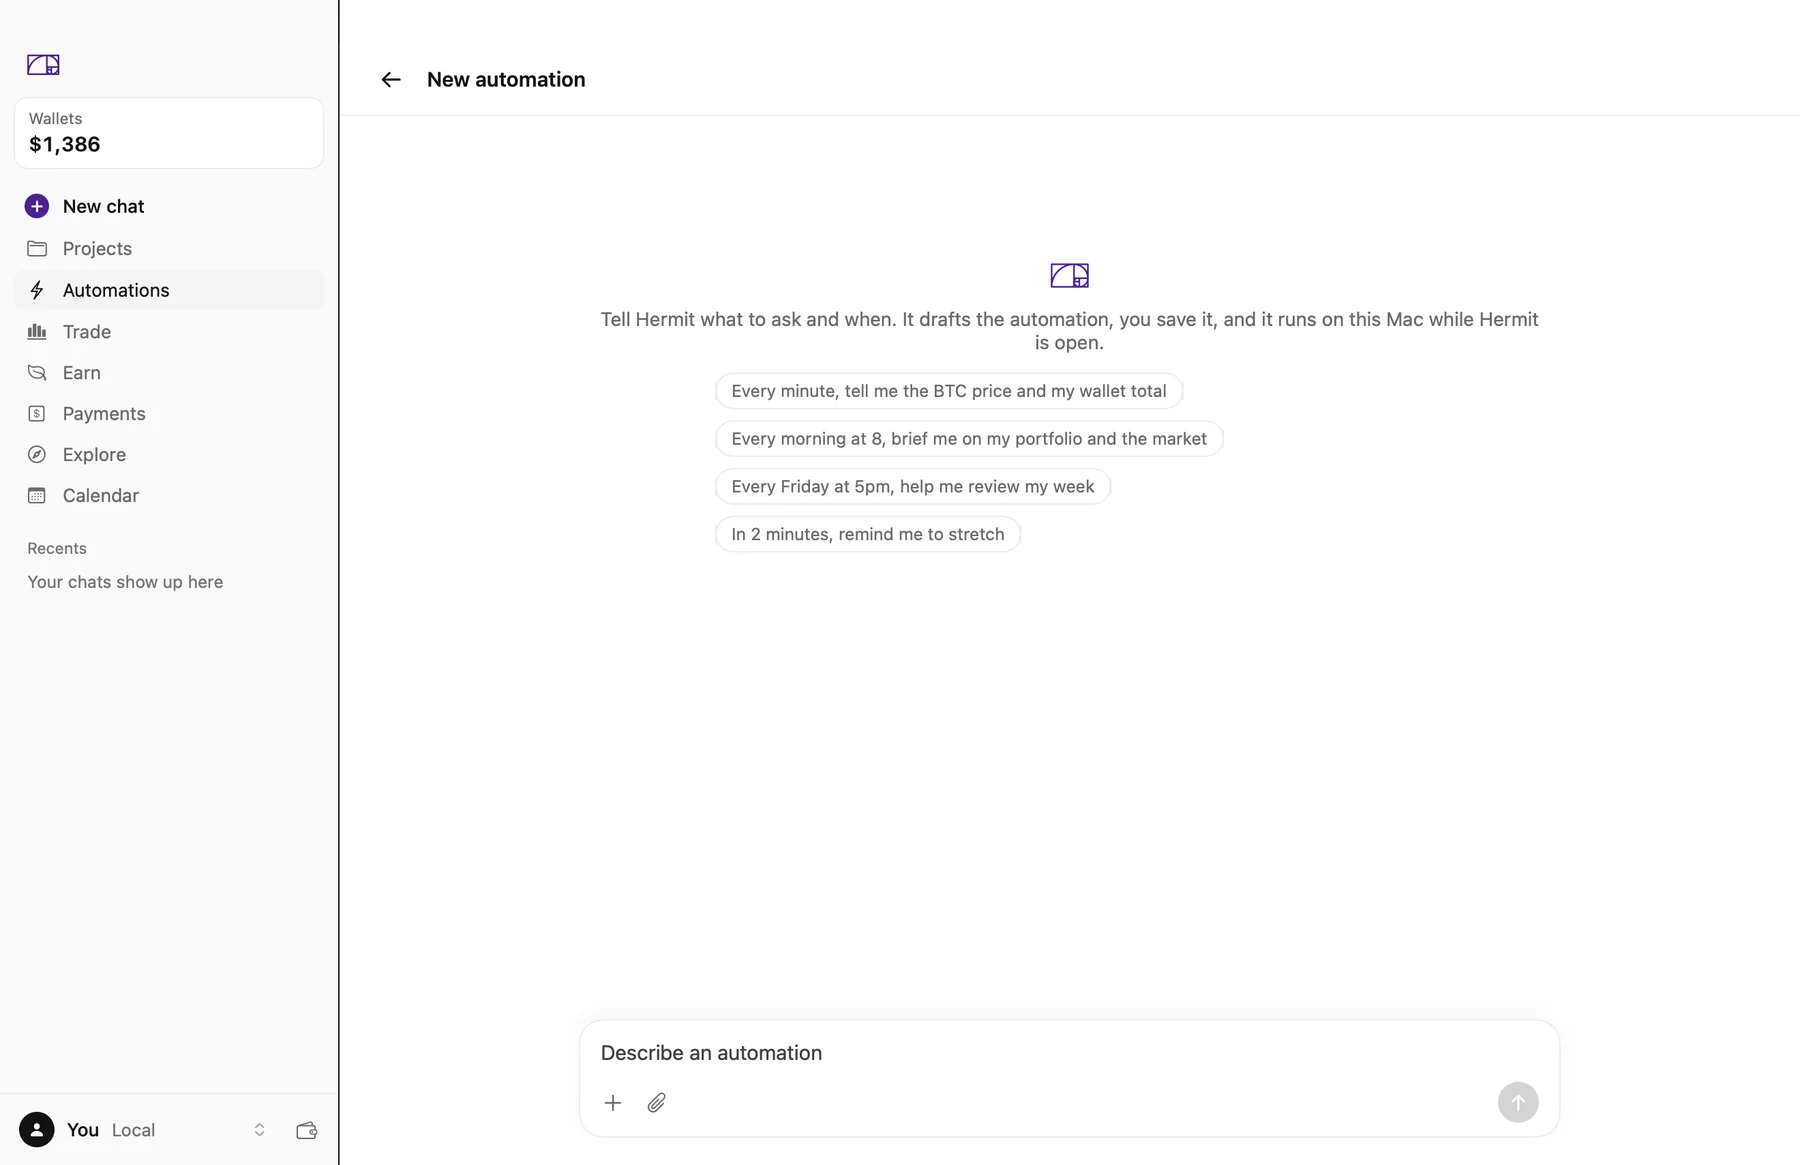 Wallets
$1,386
New chat
Projects
Automations
Trade
Earn
Payments
Explore
Calendar
Recents
Your chats show up here
You Local
New automation
Tell Hermit what to ask and when. It drafts the automation, you save it, and it runs on this Mac while Hermit
is open.
Every minute, tell me the BTC price and my wallet total
Every morning at 8, brief me on my portfolio and the market
Every Friday at 5pm, help me review my week
In 2 minutes, remind me to stretch
Describe an automation